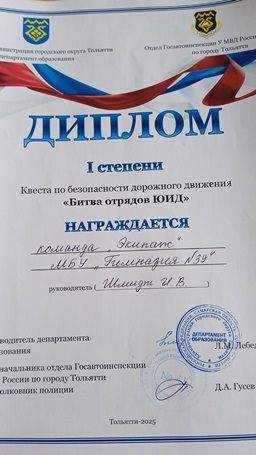 министрация городского округа Тольятти
департамент образования
Отдел Госавтоинспекции У МВД России
по городу Тольятти
ДИПЛОМ
I степени
Квеста по безопасности дорожного движения
«Битва отрядов ЮИД»
НАГРАЖДАЕТСЯ
команда „Экипаж"
МБУ „Гимназия №39"
руководитель ( Шмидт И.В. )
водитель департамента
зования
Л.М. Лебед
ДЕПАРТАМЕНТ
ОБРАЗОВАНИЯ
начальника отдела Госавтоинспекции
России по городу Тольятти
олковник полиции
Д.А. Гусев
Тольятти-2025